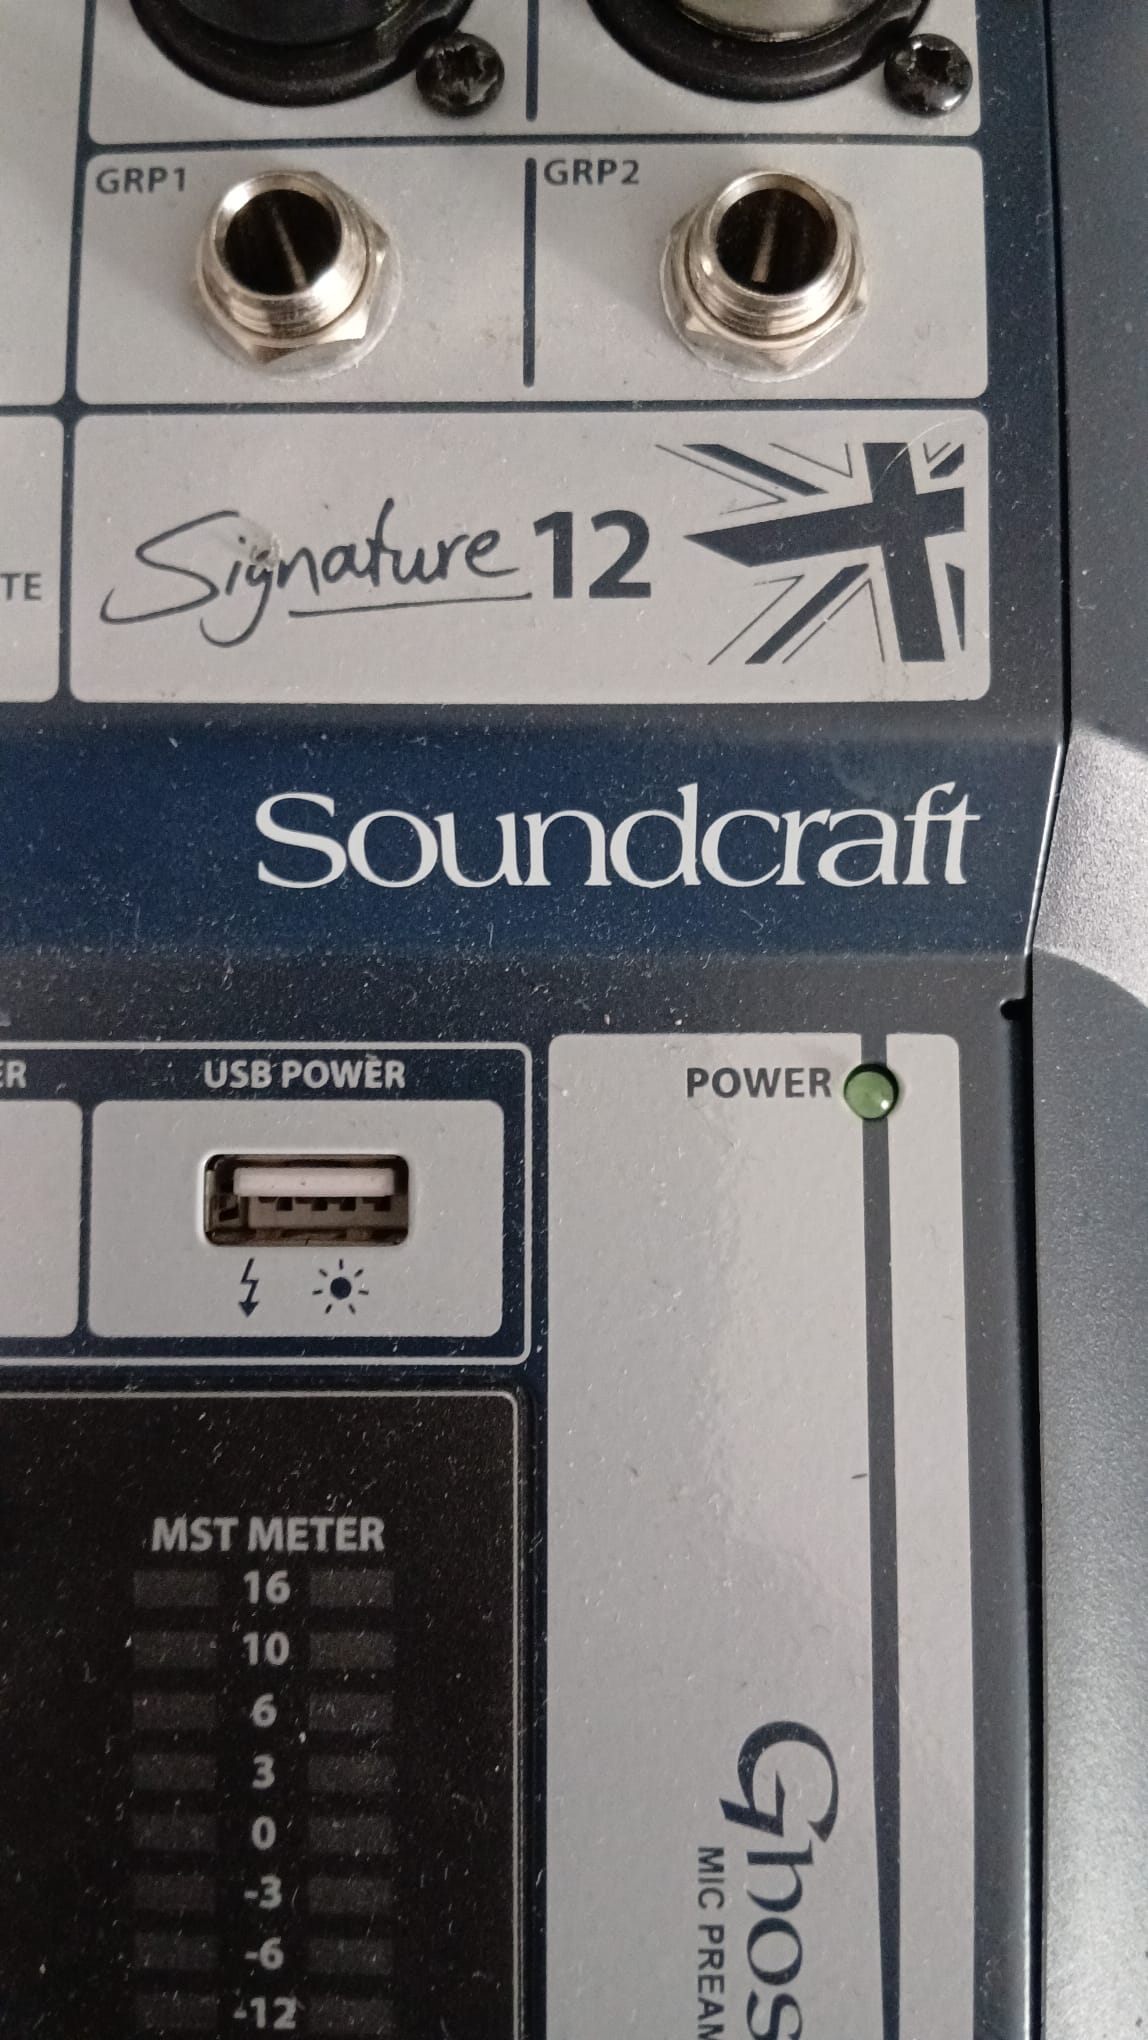 GRP1
GRP2
TE
Signature 12
Soundcraft
ER
USB POWER
POWER
MST METER
16
10
6
3
0
-3
-6
-12
Ghos
MIC PREAM